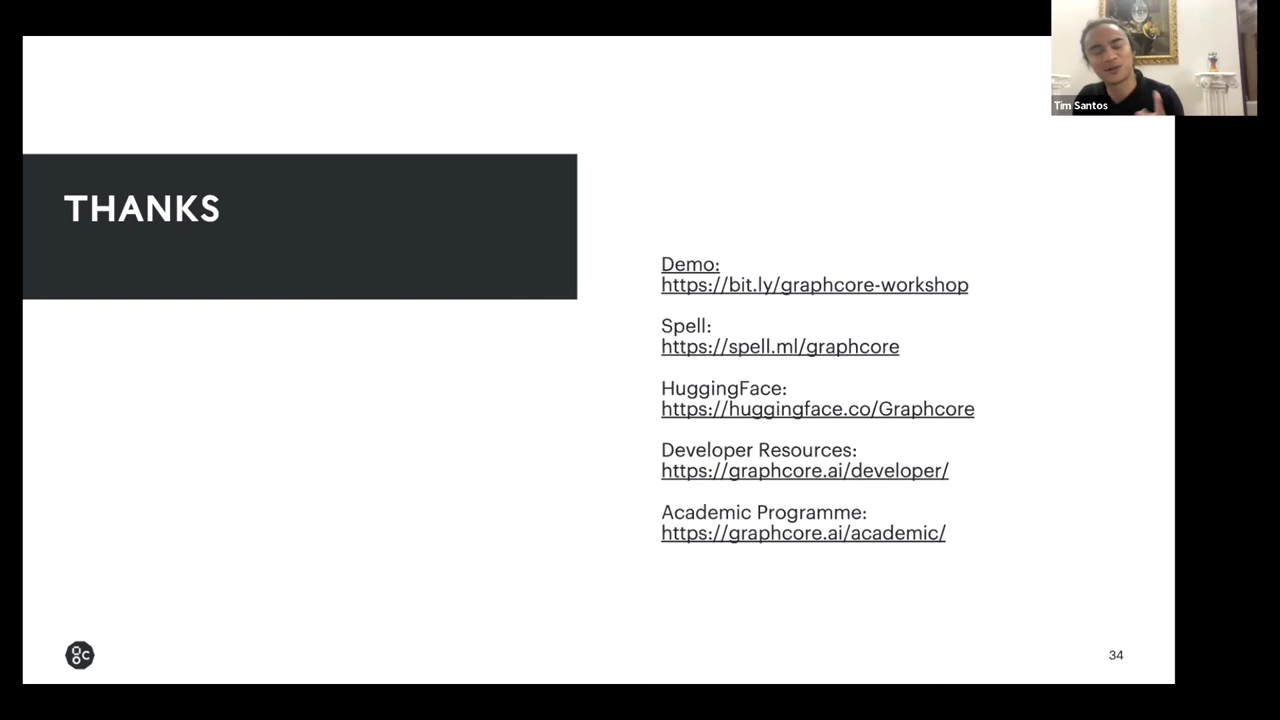 Tim Santos
THANKS
Demo:
https://bit.ly/graphcore-workshop
Spell:
https://spell.ml/graphcore
HuggingFace:
https://huggingface.co/Graphcore
Developer Resources:
https://graphcore.ai/developer/
Academic Programme:
https://graphcore.ai/academic/
34